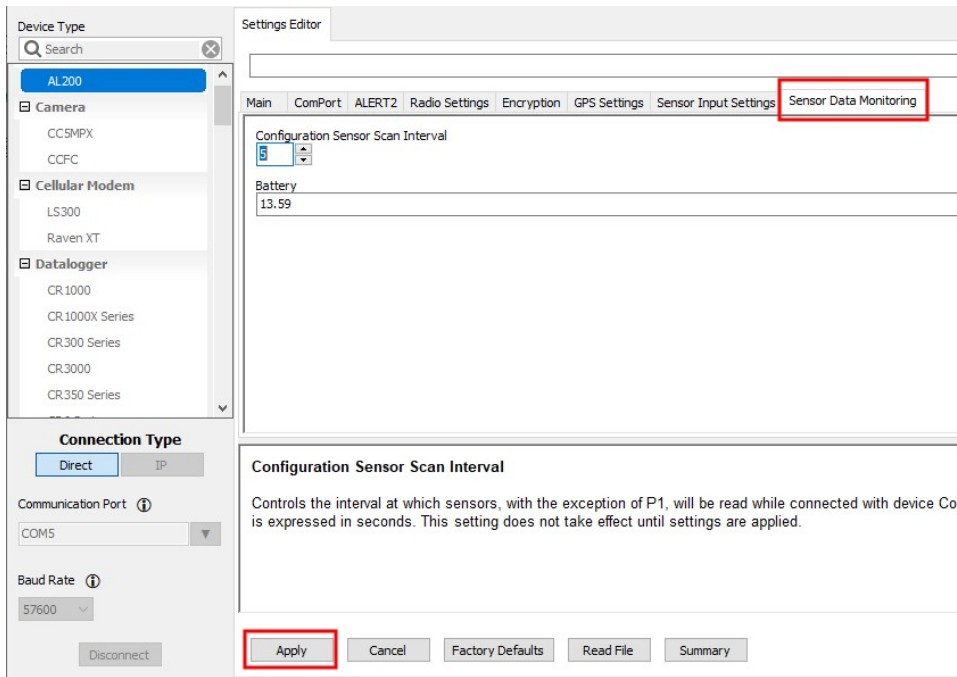 Device Type
Search
AL200
Camera
CC5MPX
CCFC
Cellular Modem
LS300
Raven XT
Datalogger
CR1000
CR1000X Series
CR300 Series
CR3000
CR350 Series
Connection Type
Direct IP
Communication Port
COM5
Baud Rate
57600
Disconnect
Settings Editor
Main ComPort ALERT2 Radio Settings Encryption GPS Settings Sensor Input Settings Sensor Data Monitoring
Configuration Sensor Scan Interval
5
Battery
13.59
Configuration Sensor Scan Interval
Controls the interval at which sensors, with the exception of P1, will be read while connected with device Co
is expressed in seconds. This setting does not take effect until settings are applied.
Apply Cancel Factory Defaults Read File Summary